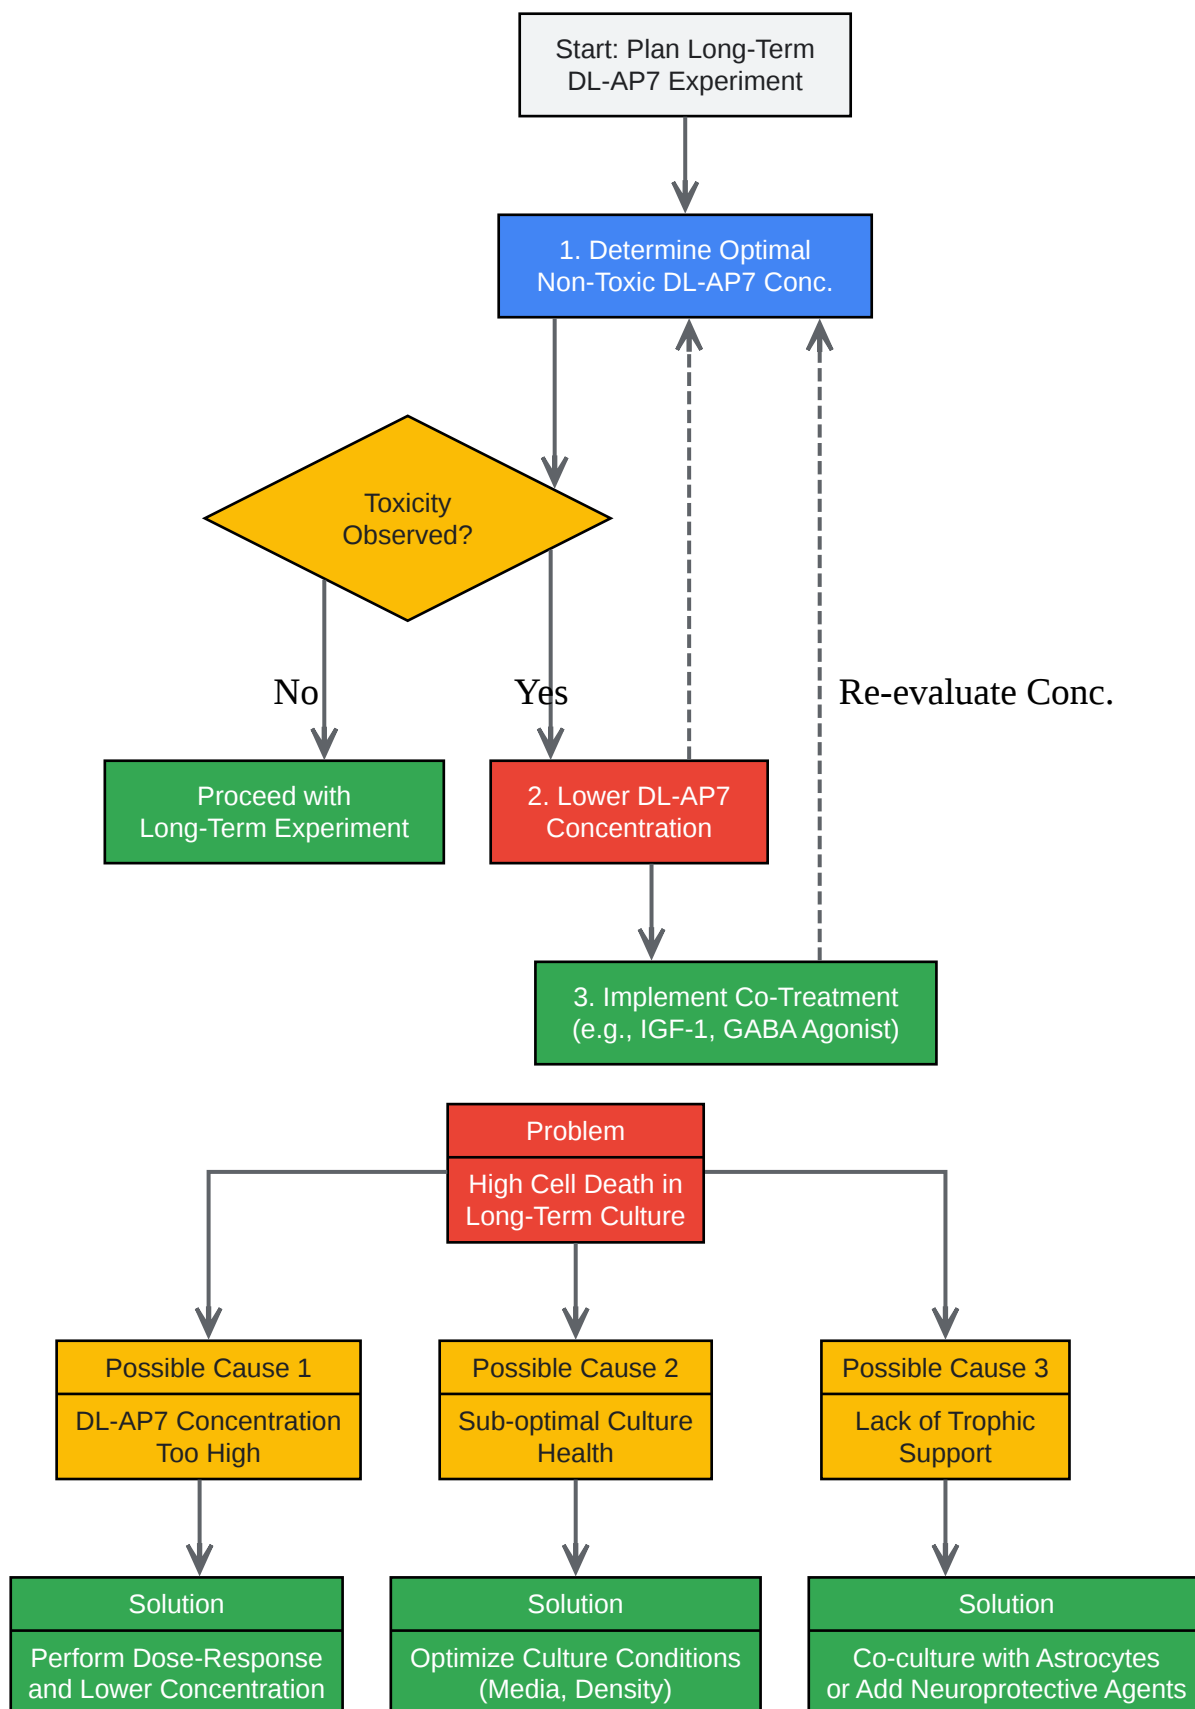 Start: Plan Long-Term
DL-AP7 Experiment
1. Determine Optimal
Non-Toxic DL-AP7 Conc.
Toxicity
Observed?
No
Yes
Re-evaluate Conc.
Proceed with
Long-Term Experiment
2. Lower DL-AP7
Concentration
3. Implement Co-Treatment
(e.g., IGF-1, GABA Agonist)
Problem
High Cell Death in
Long-Term Culture
Possible Cause 1
DL-AP7 Concentration
Too High
Possible Cause 2
Sub-optimal Culture
Health
Possible Cause 3
Lack of Trophic
Support
Solution
Perform Dose-Response
and Lower Concentration
Solution
Optimize Culture Conditions
(Media, Density)
Solution
Co-culture with Astrocytes
or Add Neuroprotective Agents